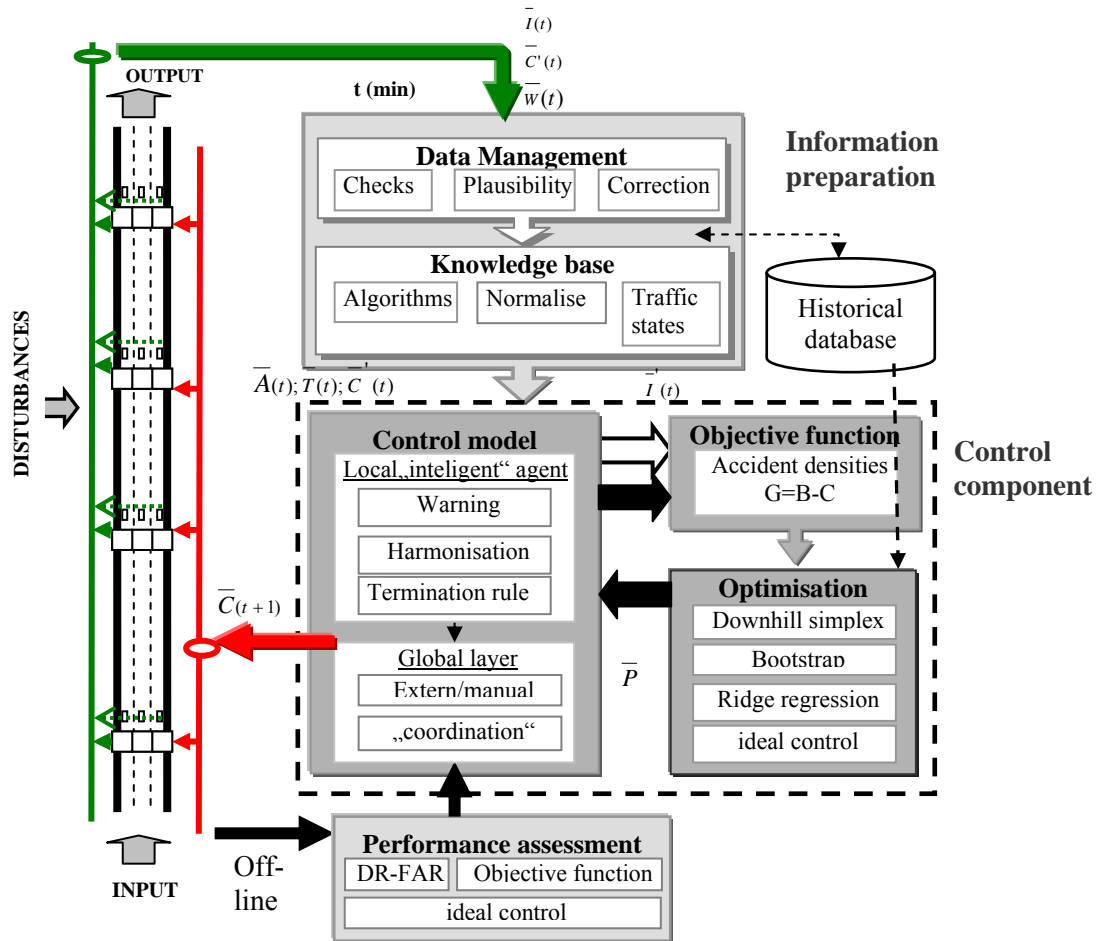 I(t)
C'(t)
W(t)
OUTPUT
t (min)
Data Management
Checks
Plausibility
Correction
Information
preparation
Knowledge base
Algorithms
Normalise
Traffic
states
Historical
database
DISTURBANCES
A(t); T(t); C'(t)
I'(t)
Control model
Local„inteligent“ agent
Warning
Harmonisation
Termination rule
Objective function
Accident densities
G=B-C
Control
component
C(t+1)
Optimisation
Downhill simplex
Bootstrap
Ridge regression
ideal control
P
Global layer
Extern/manual
„coordination“
Performance assessment
DR-FAR
Objective function
ideal control
Off-
line
INPUT